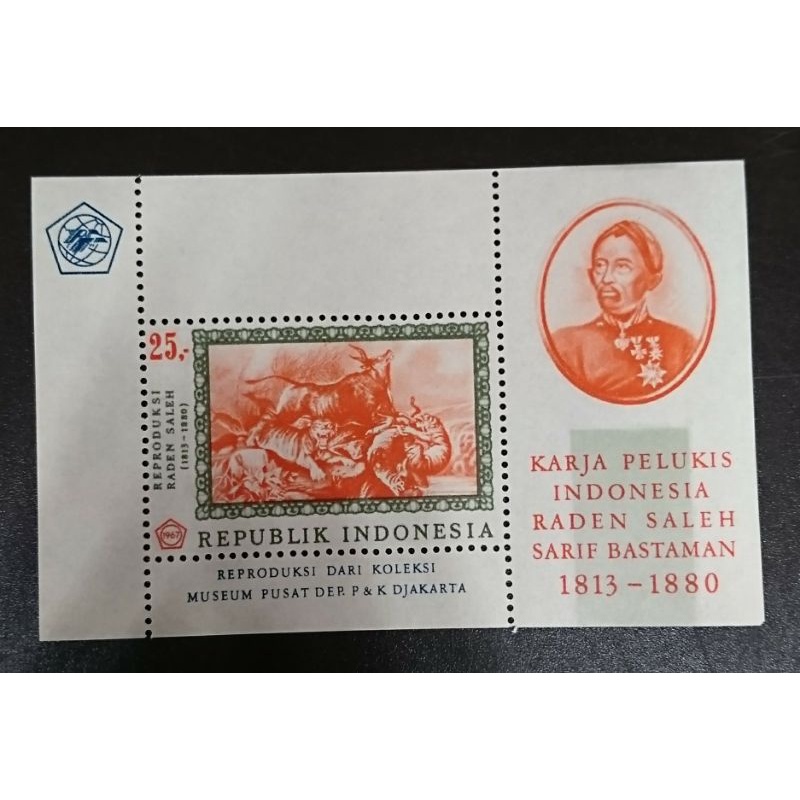 25,-
REPRODUKSI
RADEN SALEH
(1813-1880)
1967
REPUBLIK INDONESIA
REPRODUKSI DARI KOLEKSI
MUSEUM PUSAT DEP. P & K DJAKARTA
KARJA PELUKIS
INDONESIA
RADEN SALEH
SARIF BASTAMAN
1813 - 1880